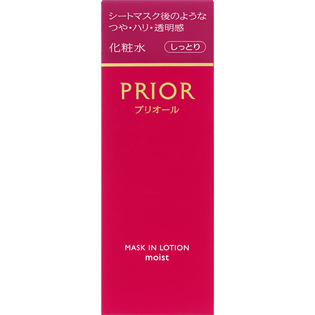 シートマスク後のような
つや・ハリ・透明感
化粧水 しっとり
PRIOR
プリオール
MASK IN LOTION
moist